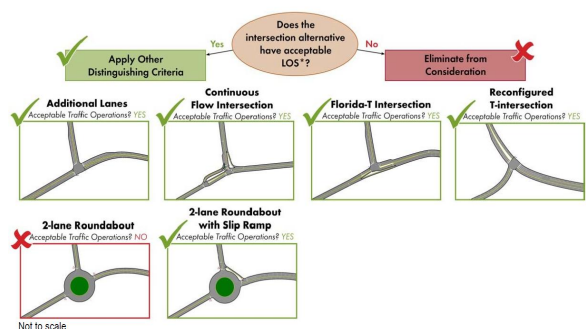 Does the
intersection alternative
have acceptable
LOS*?
Yes
No
Apply Other
Distinguishing Criteria
Eliminate from
Consideration
Additional Lanes
Acceptable Traffic Operations? YES
Continuous
Flow Intersection
Acceptable Traffic Operations? YES
Florida-T Intersection
Acceptable Traffic Operations? YES
Reconfigured
T-intersection
Acceptable Traffic Operations? YES
2-lane Roundabout
Acceptable Traffic Operations? NO
2-lane Roundabout
with Slip Ramp
Acceptable Traffic Operations? YES
Not to scale